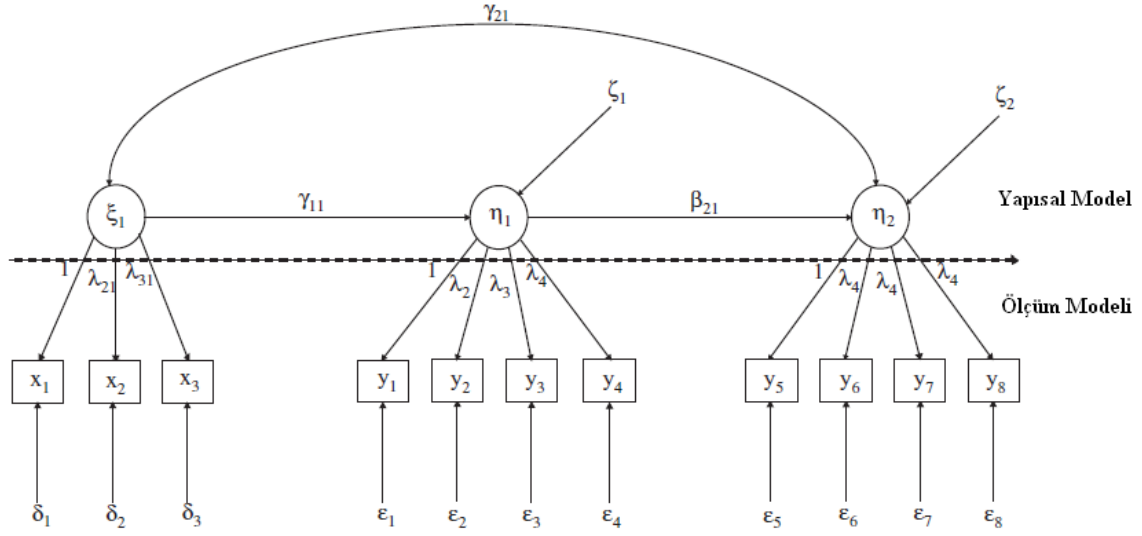 γ21
ζ1
ζ2
ξ1
γ11
η1
β21
η2
Yapısal Model
1 λ21 λ31
1 λ2 λ3 λ4
1 λ4 λ4 λ4
Ölçüm Modeli
x1 x2 x3 y1 y2 y3 y4 y5 y6 y7 y8
δ1 δ2 δ3 ε1 ε2 ε3 ε4 ε5 ε6 ε7 ε8